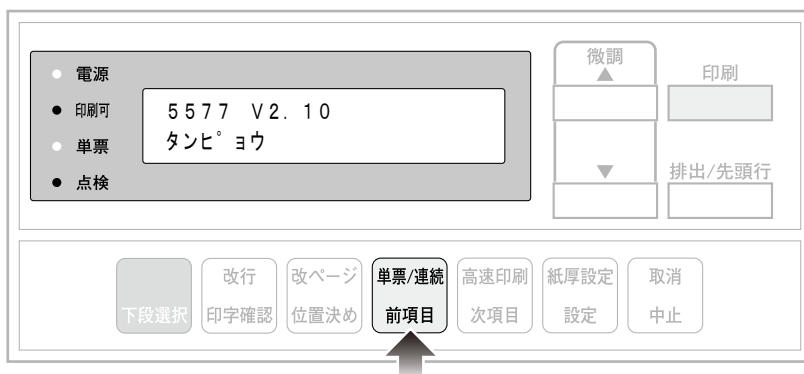 電源
印刷可
単票
点検
5577 V2.10
タンピョウ
微調
印刷
排出/先頭行
下段選択
改行
印字確認
改ページ
位置決め
単票/連続
前項目
高速印刷
次項目
紙厚設定
設定
取消
中止